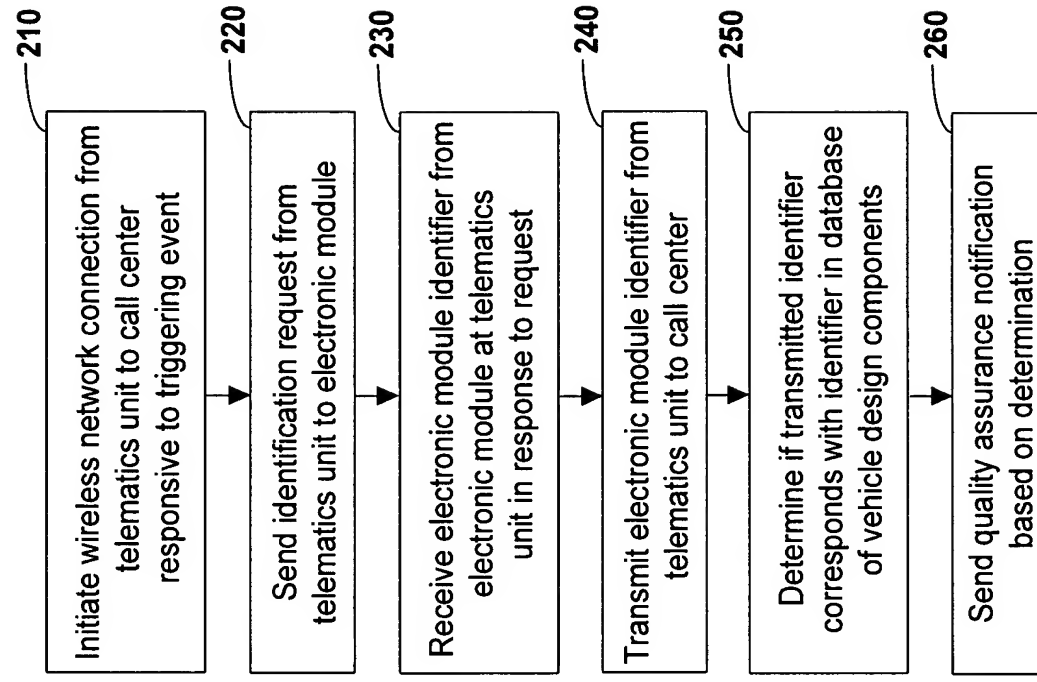 210
Initiate wireless network connection from
telematics unit to call center
responsive to triggering event
220
Send identification request from
telematics unit to electronic module
230
Receive electronic module identifier from
electronic module at telematics
unit in response to request
240
Transmit electronic module identifier from
telematics unit to call center
250
Determine if transmitted identifier
corresponds with identifier in database
of vehicle design components
260
Send quality assurance notification
based on determination